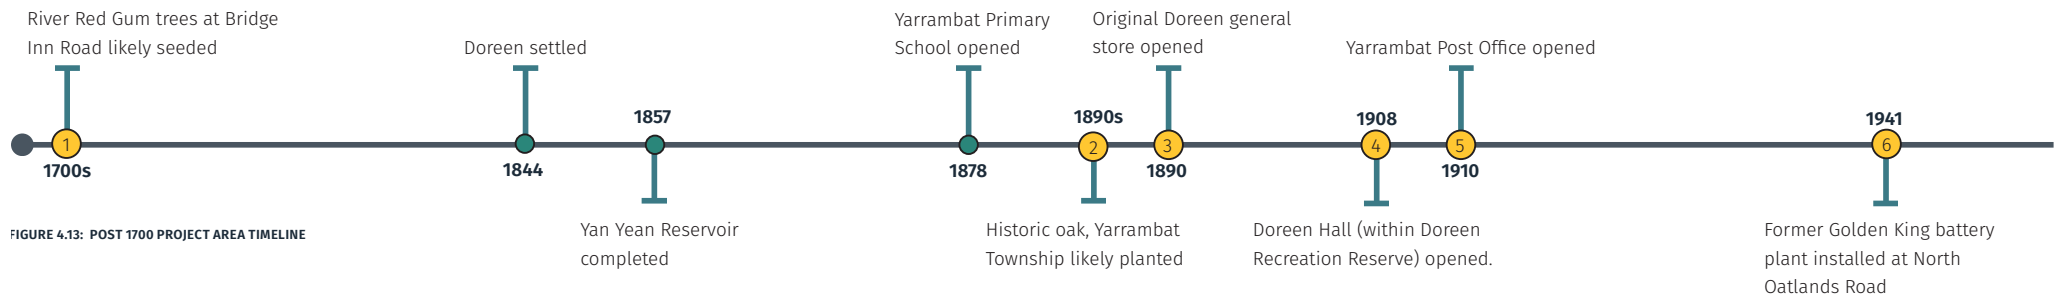 River Red Gum trees at Bridge
Inn Road likely seeded
1
1700s
Doreen settled
1844
1857
Yan Yean Reservoir
completed
Yarrambat Primary
School opened
1878
1890s
2
Historic oak, Yarrambat
Township likely planted
Original Doreen general
store opened
3
1890
1908
4
Doreen Hall (within Doreen
Recreation Reserve) opened.
Yarrambat Post Office opened
5
1910
1941
6
Former Golden King battery
plant installed at North
Oatlands Road
FIGURE 4.13: POST 1700 PROJECT AREA TIMELINE